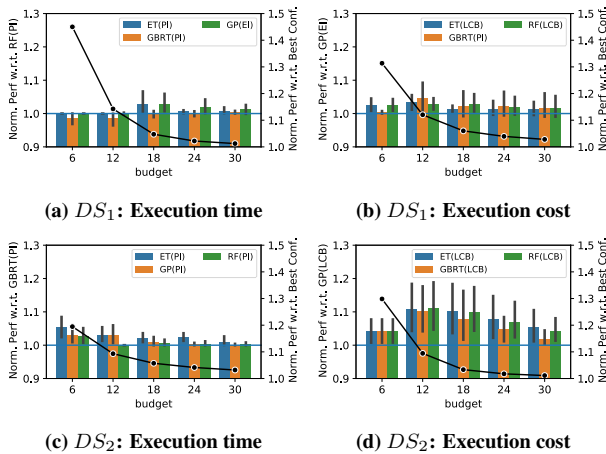 1.3
1.2
1.1
1.0
0.9
Norm. Perf w.r.t. RF(PI)
ET(PI)
GBRT(PI)
GP(EI)
1.5
1.4
1.3
1.2
1.1
1.0
Norm. Perf w.r.t. Best Conf.
6 12 18 24 30
budget
(a) DS1: Execution time
1.3
1.2
1.1
1.0
0.9
Norm. Perf w.r.t. GP(EI)
ET(LCB)
GBRT(PI)
RF(LCB)
1.5
1.4
1.3
1.2
1.1
1.0
Norm. Perf w.r.t. Best Conf.
6 12 18 24 30
budget
(b) DS1: Execution cost
1.3
1.2
1.1
1.0
0.9
Norm. Perf w.r.t. GBRT(PI)
ET(PI)
GP(PI)
RF(PI)
1.5
1.4
1.3
1.2
1.1
1.0
Norm. Perf w.r.t. Best Conf.
6 12 18 24 30
budget
(c) DS2: Execution time
1.3
1.2
1.1
1.0
0.9
Norm. Perf w.r.t. GP(LCB)
ET(LCB)
GBRT(LCB)
RF(LCB)
1.5
1.4
1.3
1.2
1.1
1.0
Norm. Perf w.r.t. Best Conf.
6 12 18 24 30
budget
(d) DS2: Execution cost